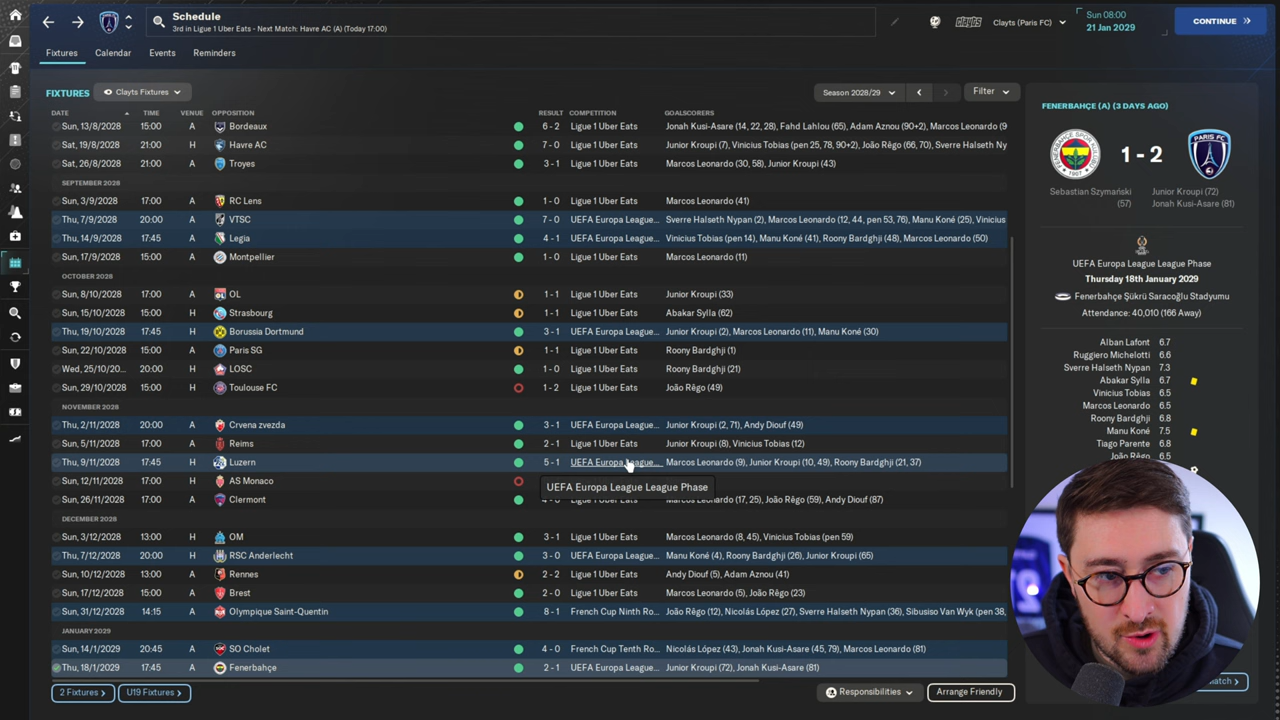 Schedule
3rd in Ligue 1 Uber Eats - Next Match: Havre AC (A) (Today 17:00)
clayts
Clayts (Paris FC)
Sun 08:00
21 Jan 2029
CONTINUE
Fixtures Calendar Events Reminders
FIXTURES Clayts Fixtures Season 2028/29 Filter
DATE TIME VENUE OPPOSITION RESULT COMPETITION GOALSCORERS
Sun, 13/8/2028 15:00 A Bordeaux 6 - 2 Ligue 1 Uber Eats Jonah Kusi-Asare (14, 22, 28), Fahd Lahlou (65), Adam Aznou (90+2), Marcos Leonardo (9
Sat, 19/8/2028 21:00 H Havre AC 7 - 0 Ligue 1 Uber Eats Junior Kroupi (7), Vinicius Tobias (pen 25, 78, 90+2), João Rêgo (66, 70), Sverre Halseth Ny
Sat, 26/8/2028 21:00 A Troyes 3 - 1 Ligue 1 Uber Eats Marcos Leonardo (30, 58), Junior Kroupi (43)
SEPTEMBER 2028
Sun, 3/9/2028 17:00 A RC Lens 1 - 0 Ligue 1 Uber Eats Marcos Leonardo (41)
Thu, 7/9/2028 20:00 A VTSC 7 - 0 UEFA Europa League... Sverre Halseth Nypan (2), Marcos Leonardo (12, 44, pen 53, 76), Manu Koné (25), Vinicius
Thu, 14/9/2028 17:45 A Legia 4 - 1 UEFA Europa League... Vinicius Tobias (pen 14), Manu Koné (41), Roony Bardghji (48), Marcos Leonardo (50)
Sun, 17/9/2028 15:00 A Montpellier 1 - 0 Ligue 1 Uber Eats Marcos Leonardo (11)
OCTOBER 2028
Sun, 8/10/2028 17:00 A OL 1 - 1 Ligue 1 Uber Eats Junior Kroupi (33)
Sun, 15/10/2028 15:00 H Strasbourg 1 - 1 Ligue 1 Uber Eats Abakar Sylla (62)
Thu, 19/10/2028 17:45 H Borussia Dortmund 3 - 1 UEFA Europa League... Junior Kroupi (2), Marcos Leonardo (11), Manu Koné (30)
Sun, 22/10/2028 15:00 A Paris SG 1 - 1 Ligue 1 Uber Eats Roony Bardghji (1)
Wed, 25/10/20... 20:00 H LOSC 1 - 0 Ligue 1 Uber Eats Roony Bardghji (21)
Sun, 29/10/2028 15:00 H Toulouse FC 1 - 2 Ligue 1 Uber Eats João Rêgo (49)
NOVEMBER 2028
Thu, 2/11/2028 20:00 A Crvena zvezda 3 - 1 UEFA Europa League... Junior Kroupi (2, 71), Andy Diouf (49)
Sun, 5/11/2028 17:00 A Reims 2 - 1 Ligue 1 Uber Eats Junior Kroupi (8), Vinicius Tobias (12)
Thu, 9/11/2028 17:45 H Luzern 5 - 1 UEFA Europa League... Marcos Leonardo (9), Junior Kroupi (10, 49), Roony Bardghji (21, 37)
Sun, 12/11/2028 17:00 H AS Monaco
UEFA Europa League League Phase
Sun, 26/11/2028 17:00 A Clermont 4 - 0 Ligue 1 Uber Eats Marcos Leonardo (17, 25), João Rêgo (59), Andy Diouf (87)
DECEMBER 2028
Sun, 3/12/2028 13:00 H OM 3 - 1 Ligue 1 Uber Eats Marcos Leonardo (8, 45), Vinicius Tobias (pen 59)
Thu, 7/12/2028 20:00 H RSC Anderlecht 3 - 0 UEFA Europa League... Manu Koné (4), Roony Bardghji (26), Junior Kroupi (65)
Sun, 10/12/2028 13:00 A Rennes 2 - 2 Ligue 1 Uber Eats Andy Diouf (5), Adam Aznou (41)
Sun, 17/12/2028 15:00 A Brest 2 - 0 Ligue 1 Uber Eats Marcos Leonardo (5), João Rêgo (23)
Sun, 31/12/2028 14:15 A Olympique Saint-Quentin 8 - 1 French Cup Ninth Ro... João Rêgo (12), Nicolás López (27), Sverre Halseth Nypan (36), Sibusiso Van Wyk (pen 38,
JANUARY 2029
Sun, 14/1/2029 20:45 A SO Cholet 4 - 0 French Cup Tenth Ro... Nicolás López (43), Jonah Kusi-Asare (45, 79), Marcos Leonardo (81)
Thu, 18/1/2029 17:45 A Fenerbahçe 2 - 1 UEFA Europa League... Junior Kroupi (72), Jonah Kusi-Asare (81)
2 Fixtures U19 Fixtures Responsibilities Arrange Friendly
FENERBAHÇE (A) (3 DAYS AGO)
1 - 2
Sebastian Szymański
(57)
Junior Kroupi (72)
Jonah Kusi-Asare (81)
UEFA Europa League League Phase
Thursday 18th January 2029
Fenerbahçe Şükrü Saracoğlu Stadyumu
Attendance: 40,010 (166 Away)
Alban Lafont 6.7
Ruggiero Michelotti 6.6
Sverre Halseth Nypan 7.3
Abakar Sylla 6.7
Vinicius Tobias 6.5
Marcos Leonardo 6.5
Roony Bardghji 6.8
Manu Koné 7.5
Tiago Parente 6.8
João Rêgo